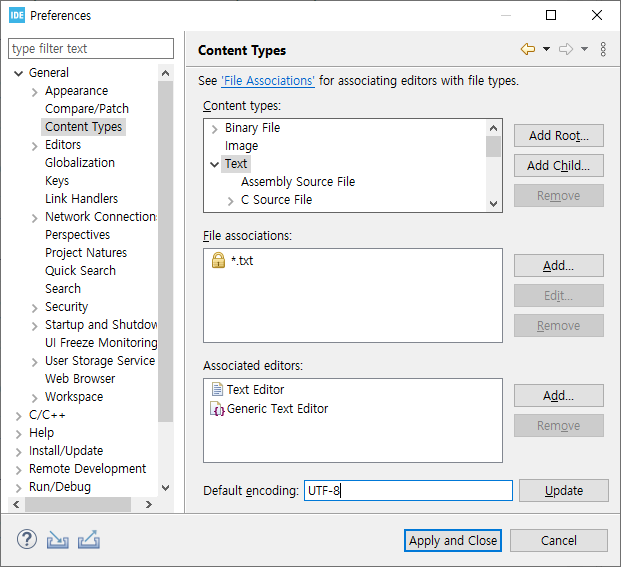 IDE Preferences
type filter text
General
Appearance
Compare/Patch
Content Types
Editors
Globalization
Keys
Link Handlers
Network Connection
Perspectives
Project Natures
Quick Search
Search
Security
Startup and Shutdow
UI Freeze Monitoring
User Storage Service
Web Browser
Workspace
C/C++
Help
Install/Update
Remote Development
Run/Debug
Content Types
See 'File Associations' for associating editors with file types.
Content types:
Binary File
Image
Text
Assembly Source File
C Source File
Add Root...
Add Child...
Remove
File associations:
*.txt
Add...
Edit...
Remove
Associated editors:
Text Editor
Generic Text Editor
Add...
Remove
Default encoding: UTF-8 Update
Apply and Close Cancel